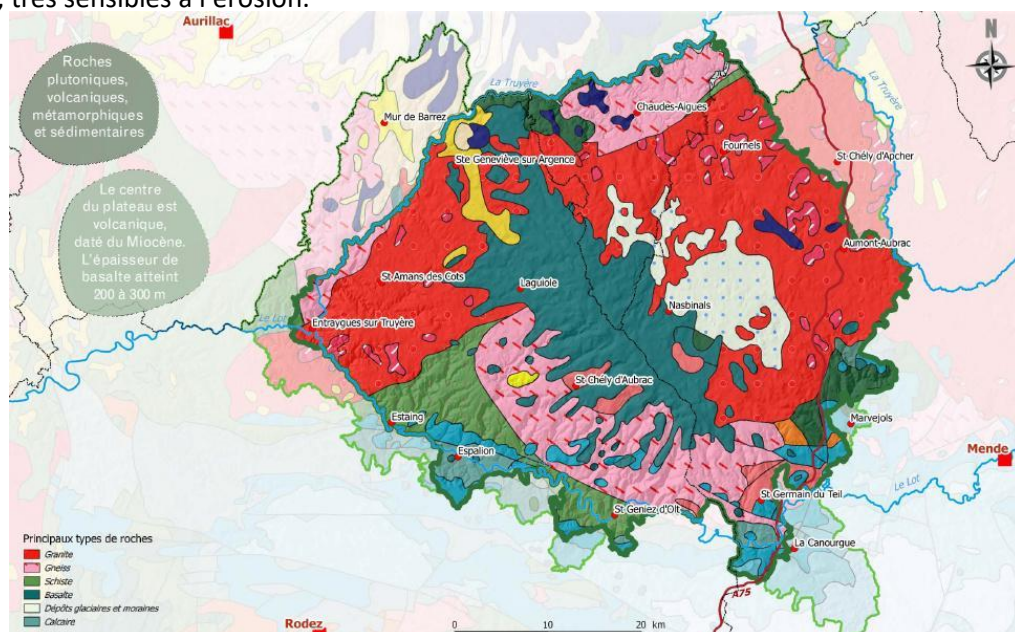 , très sensibles à l'érosion.
Aurillac
N
Roches
plutoniques,
volcaniques,
métamorphiques
et sédimentaires
La Truyère
La Truyère
Mur de Barrez
Chaudes-Aigues
Fournels
St Chély d'Apcher
Ste Geneviève sur Argence
Le centre
du plateau est
volcanique,
daté du Miocène.
L'épaisseur de
basalte atteint
200 à 300 m
Aumont-Aubrac
St Amans des Cots
Laguiole
Nasbinals
Le Lot
Entraygues sur Truyère
St Chély d'Aubrac
Estaing
Marvejols
Espalion
Mende
Le Lot
St Germain du Teil
St Geniez d'Olt
La Canourgue
Principaux types de roches
Granite
Gneiss
Schiste
Basalte
Dépôts glaciaires et moraines
Calcaire
A75
Rodez
0 10 20 km